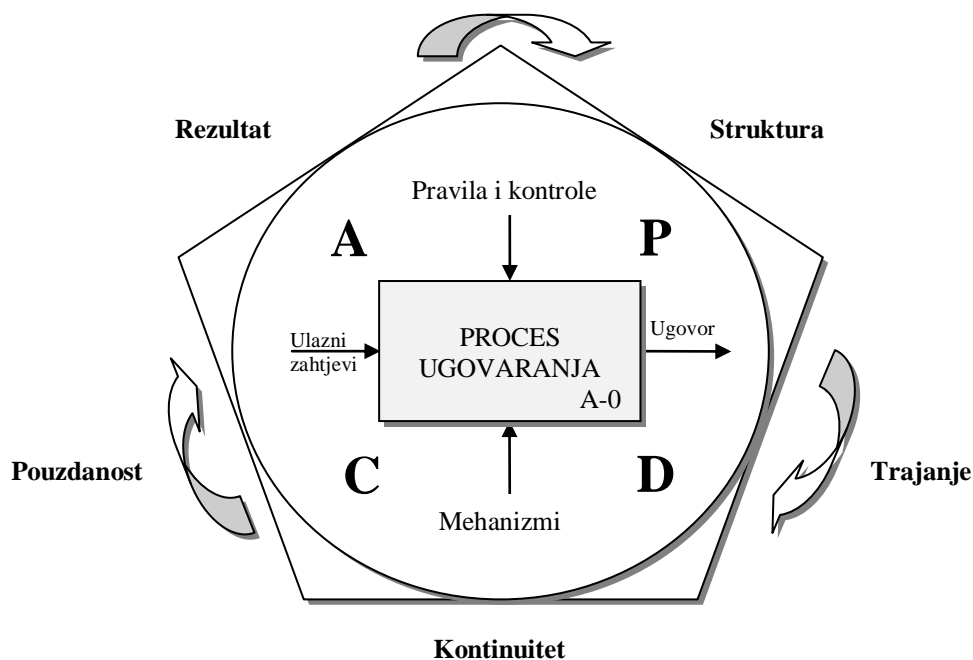 Rezultat
Struktura
Pravila i kontrole
A
P
Ulazni
zahtjevi
PROCES
UGOVARANJA
A-0
Ugovor
Pouzdanost
C
D
Trajanje
Mehanizmi
Kontinuitet